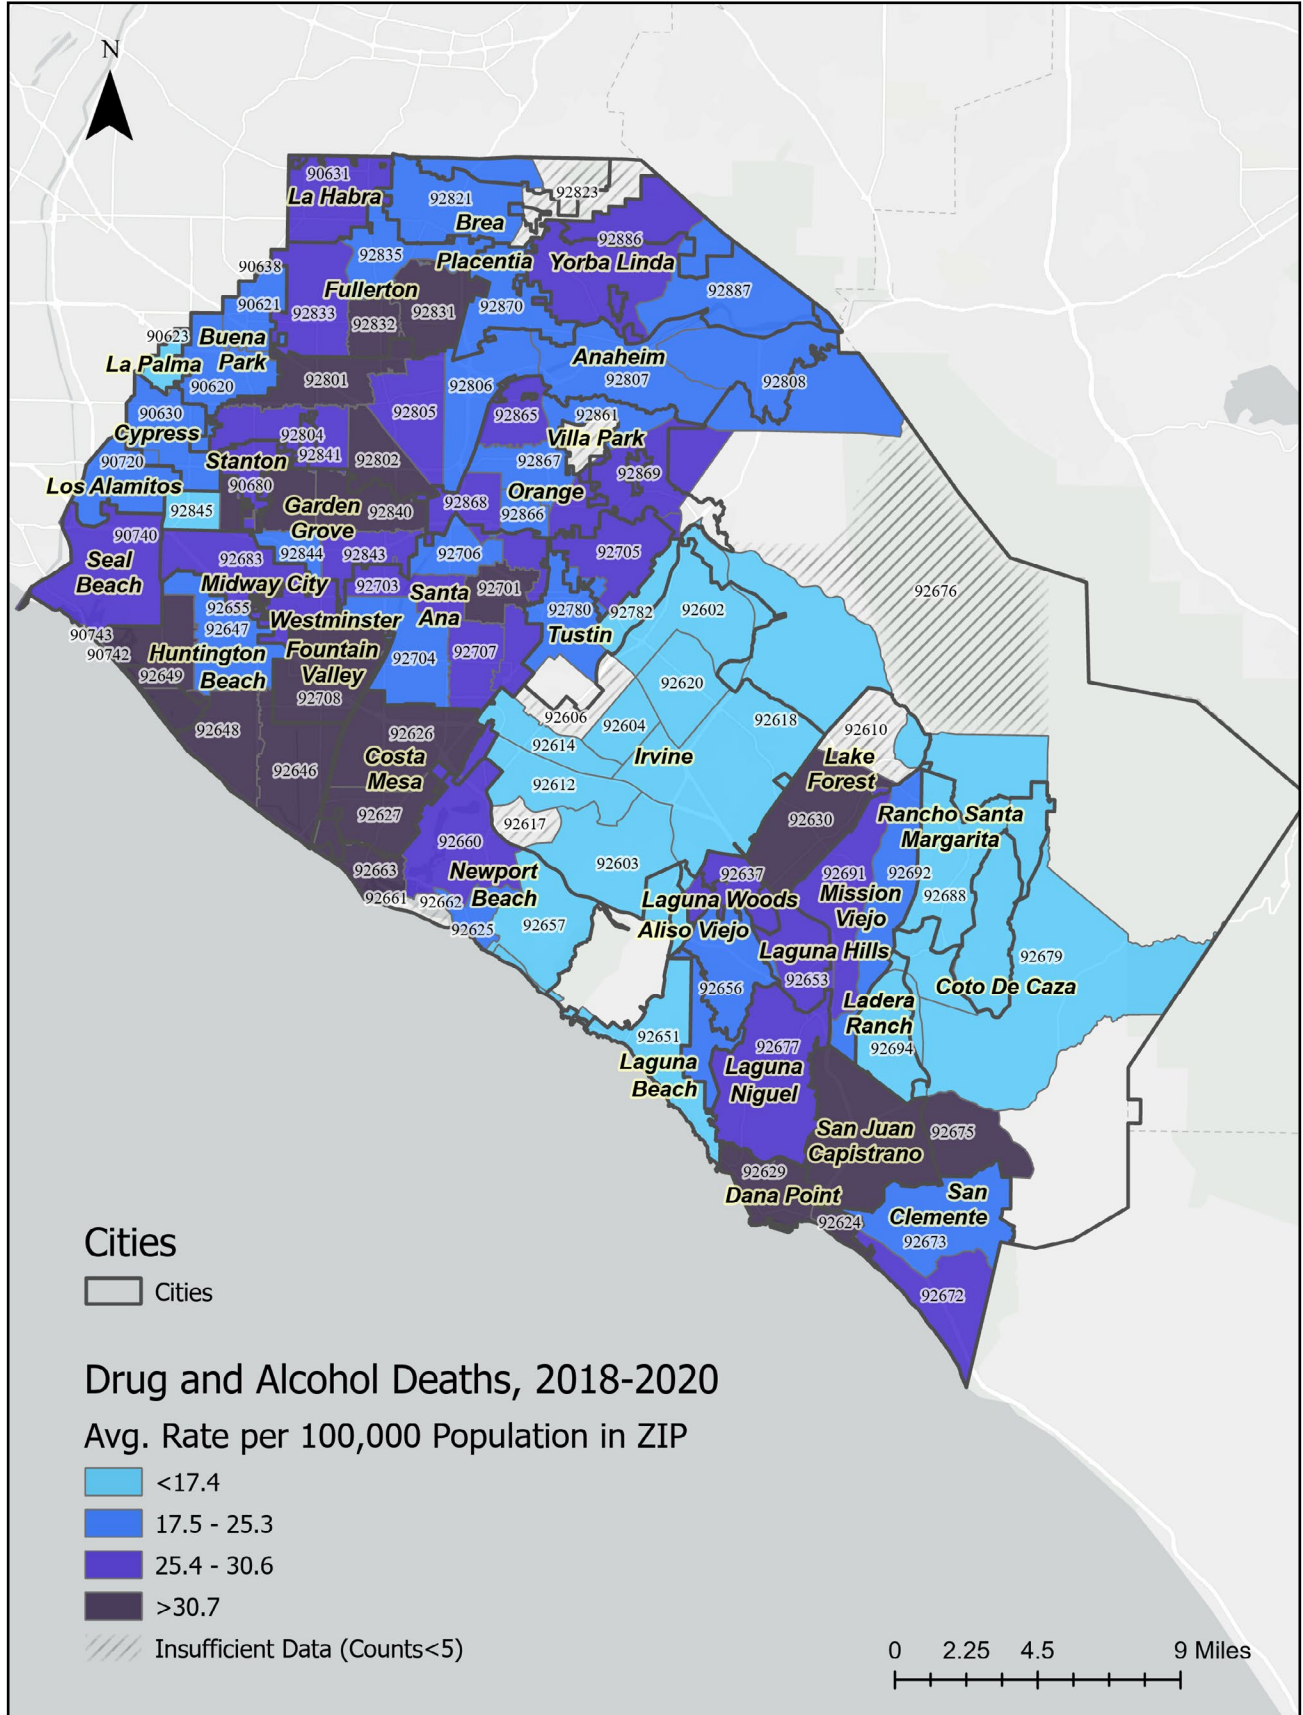 N
90631
La Habra
92821
Brea
92823
92886
Yorba Linda
92835
Placentia
90638
Fullerton
92887
90621
92833
92832
92831
92870
90623
Buena
Park
La Palma
Anaheim
92807
92808
90620
92801
92806
90630
Cypress
92805
92865
92861
Villa Park
92804
92841
92802
90720
Los Alamitos
Stanton
90680
92867
92869
Orange
92866
92845
Garden
Grove
92840
92868
90740
Seal
Beach
92683
92844
92843
92706
92705
Midway City
92703
Santa
Ana
92701
92676
92655
92647
Westminster
92780
92782
92602
Tustin
90743
90742
Huntington
Beach
Fountain
Valley
92704
92707
92649
92708
92620
92648
92626
92606
92604
92618
92610
Costa
Mesa
92614
Irvine
Lake
Forest
92646
92612
92627
92617
92630
Rancho Santa
Margarita
92660
92663
92661
Newport
Beach
92603
92637
92691
92692
92688
92662
Laguna Woods
Mission
Viejo
92625
92657
Aliso Viejo
Laguna Hills
92679
92656
92653
Coto De Caza
Ladera
Ranch
92651
92677
92694
Laguna
Beach
Laguna
Niguel
San Juan
Capistrano
92675
92629
Dana Point
San
Clemente
92624
92673
92672
Cities
Cities
Drug and Alcohol Deaths, 2018-2020
Avg. Rate per 100,000 Population in ZIP
<17.4
17.5 - 25.3
25.4 - 30.6
>30.7
Insufficient Data (Counts<5)
0 2.25 4.5 9 Miles